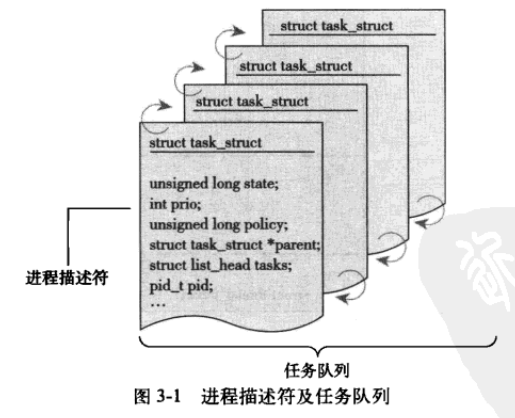 struct task_struct
struct task_struct
struct task_struct
struct task_struct
unsigned long state;
int prio;
unsigned long policy;
struct task_struct *parent;
struct list_head tasks;
pid_t pid;
…
进程描述符
任务队列
图 3-1 进程描述符及任务队列